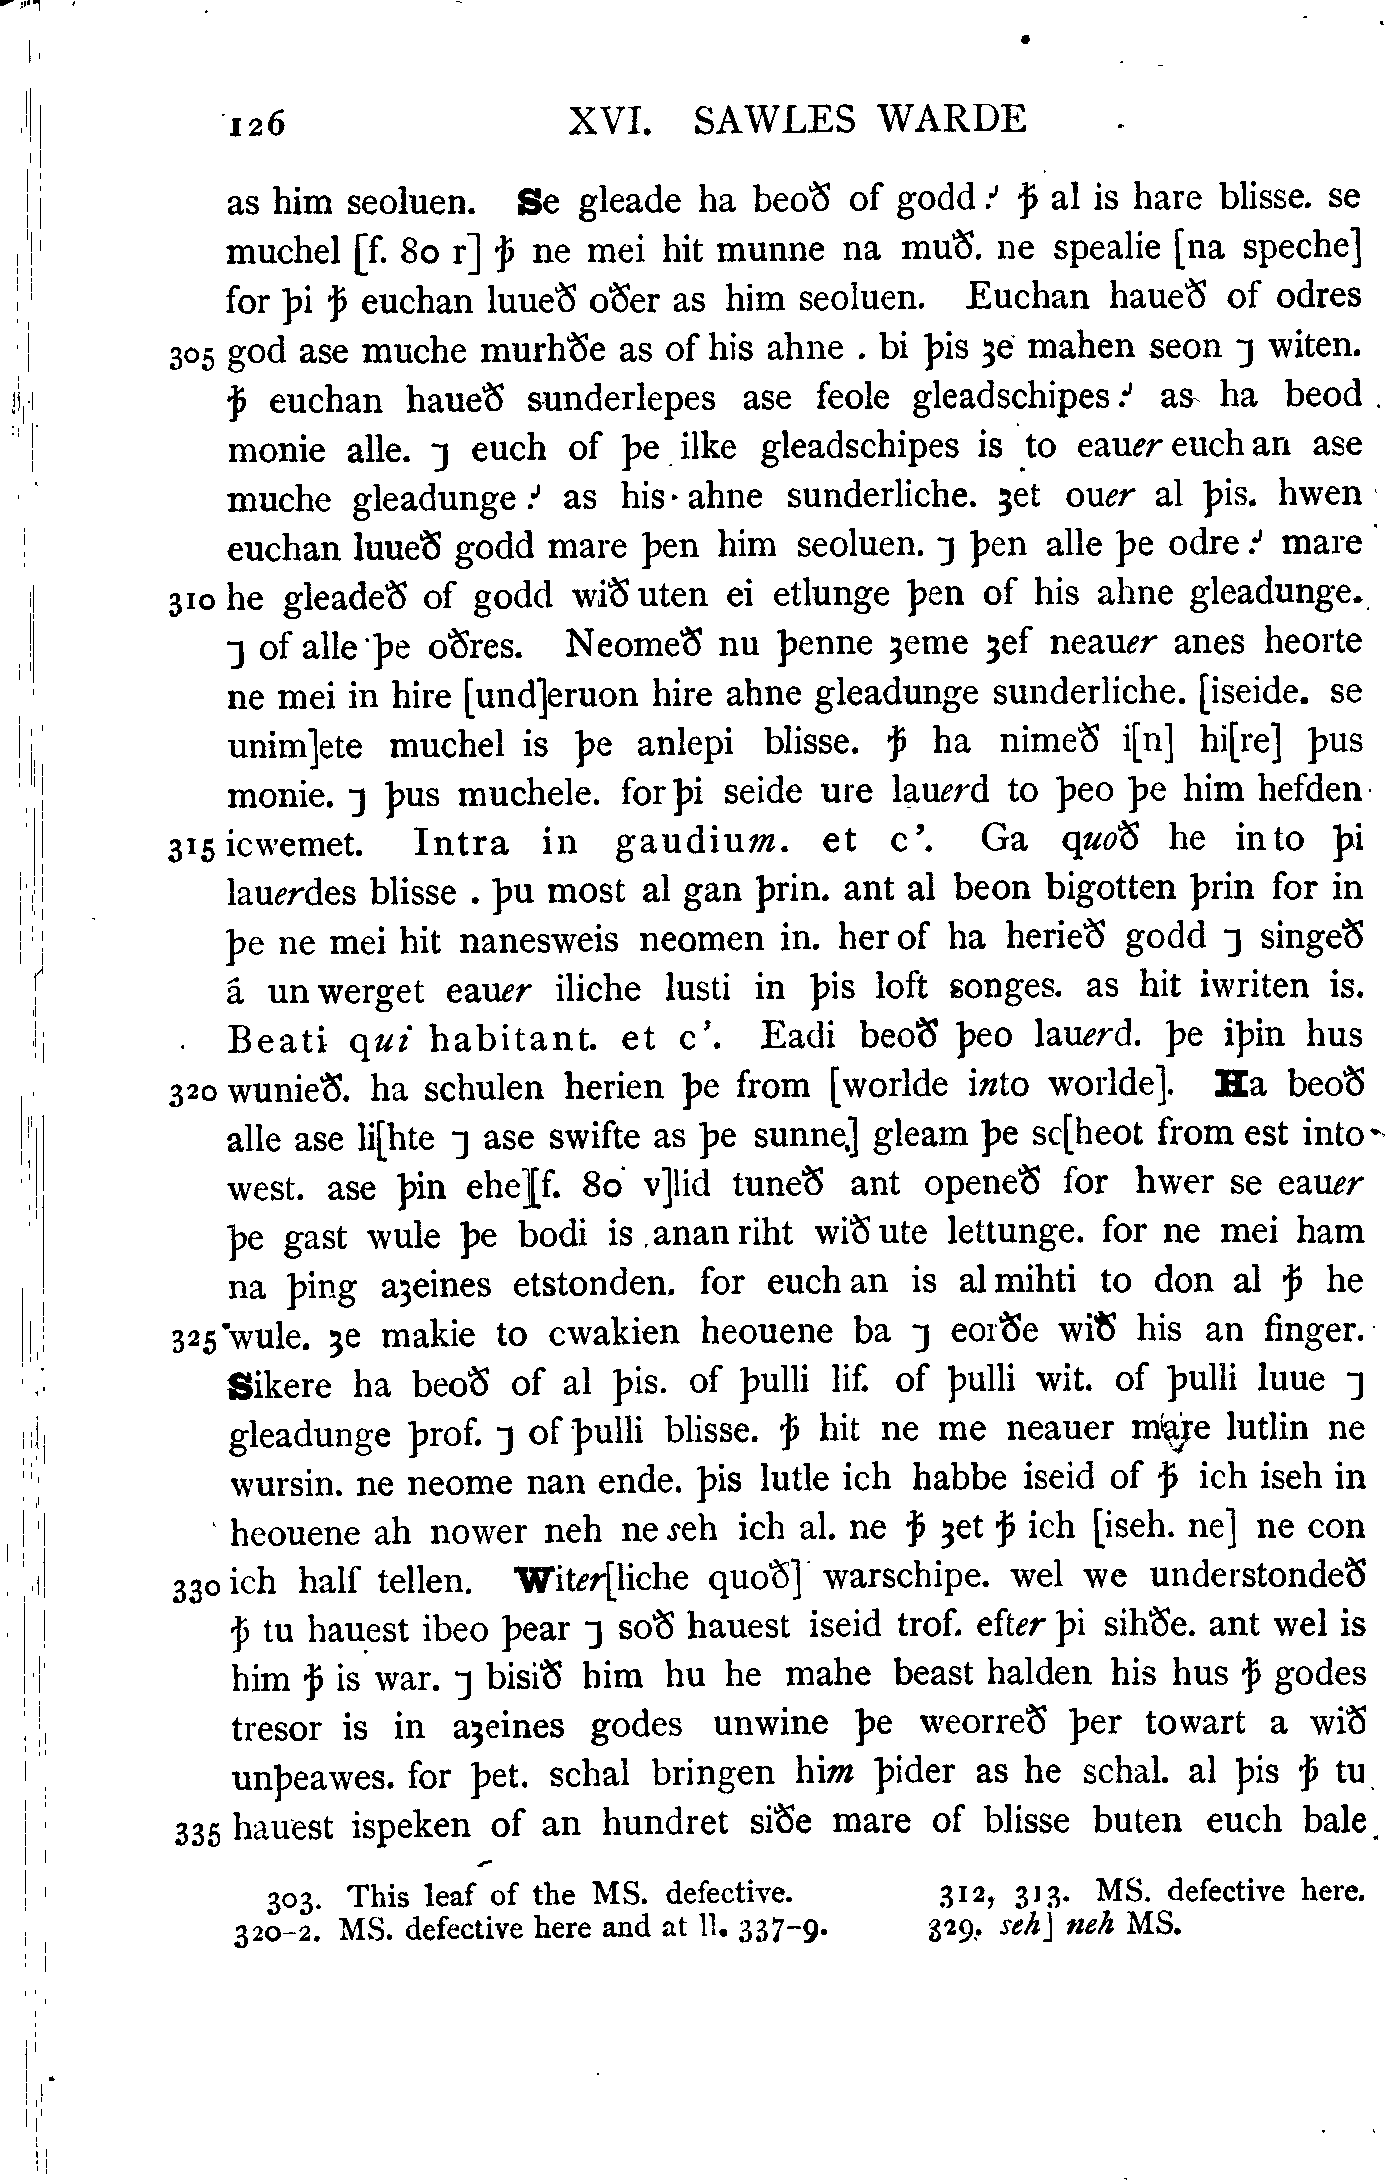 126 XVI. SAWLES WARDE
as him seoluen. Se gleade ha beoð of godd⁏ ꝥ al is hare blisse. se
muchel [f. 80 r] ꝥ ne mei hit munne na muð. ne spealie [na speche]
for þi ꝥ euchan luueð oðer as him seoluen. Euchan haueð of odres
305 god ase muche murhðe as of his ahne . bi þis ȝe mahen seon ⁊ witen.
ꝥ euchan haueð sunderlepes ase feole gleadschipes⁏ as ha beod
monie alle. ⁊ euch of þe ilke gleadschipes is to eauer euch an ase
muche gleadunge⁏ as his ahne sunderliche. ȝet ouer al þis. hwen
euchan luueð godd mare þen him seoluen. ⁊ þen alle þe odre⁏ mare
310 he gleadeð of godd wið uten ei etlunge þen of his ahne gleadunge.
⁊ of alle þe oðres. Neomeð nu þenne ȝeme ȝef neauer anes heorte
ne mei in hire [und]eruon hire ahne gleadunge sunderliche. [iseide. se
unim]ete muchel is þe anlepi blisse. ꝥ ha nimeð i[n] hi[re] þus
monie. ⁊ þus muchele. for þi seide ure lauerd to þeo þe him hefden
315 icwemet. Intra in gaudium. et c’. Ga quoð he in to þi
lauerdes blisse . þu most al gan þrin. ant al beon bigotten þrin for in
þe ne mei hit nanesweis neomen in. her of ha herieð godd ⁊ singeð
á un werget eauer iliche lusti in þis loft songes. as hit iwriten is.
Beati qui habitant. et c’. Eadi beoð þeo lauerd. þe iþin hus
320 wunieð. ha schulen herien þe from [worlde into worlde]. Ha beoð
alle ase li[hte ⁊ ase swifte as þe sunne] gleam þe sc[heot from est into
west. ase þin ehe][f. 80 v]lid tuneð ant openeð for hwer se eauer
þe gast wule þe bodi is anan riht wið ute lettunge. for ne mei ham
na þing aȝeines etstonden. for euch an is al mihti to don al ꝥ he
325 wule. ȝe makie to cwakien heouene ba ⁊ eorðe wið his an finger.
Sikere ha beoð of al þis. of þulli lif. of þulli wit. of þulli luue ⁊
gleadunge þrof. ⁊ of þulli blisse. ꝥ hit ne me neauer mare lutlin ne
wursin. ne neome nan ende. þis lutle ich habbe iseid of ꝥ ich iseh in
heouene ah nower neh ne seh ich al. ne ꝥ ȝet ꝥ ich [iseh. ne] ne con
330 ich half tellen. Witer[liche quoð] warschipe. wel we understondeð
ꝥ tu hauest ibeo þear ⁊ soð hauest iseid trof. efter þi sihðe. ant wel is
him ꝥ is war. ⁊ bisið him hu he mahe beast halden his hus ꝥ godes
tresor is in aȝeines godes unwine þe weorreð þer towart a wið
unþeawes. for þet. schal bringen him þider as he schal. al þis ꝥ tu
335 hauest ispeken of an hundret siðe mare of blisse buten euch bale
303. This leaf of the MS. defective. 312, 313. MS. defective here.
320-2. MS. defective here and at ll. 337-9. 329. seh] neh MS.